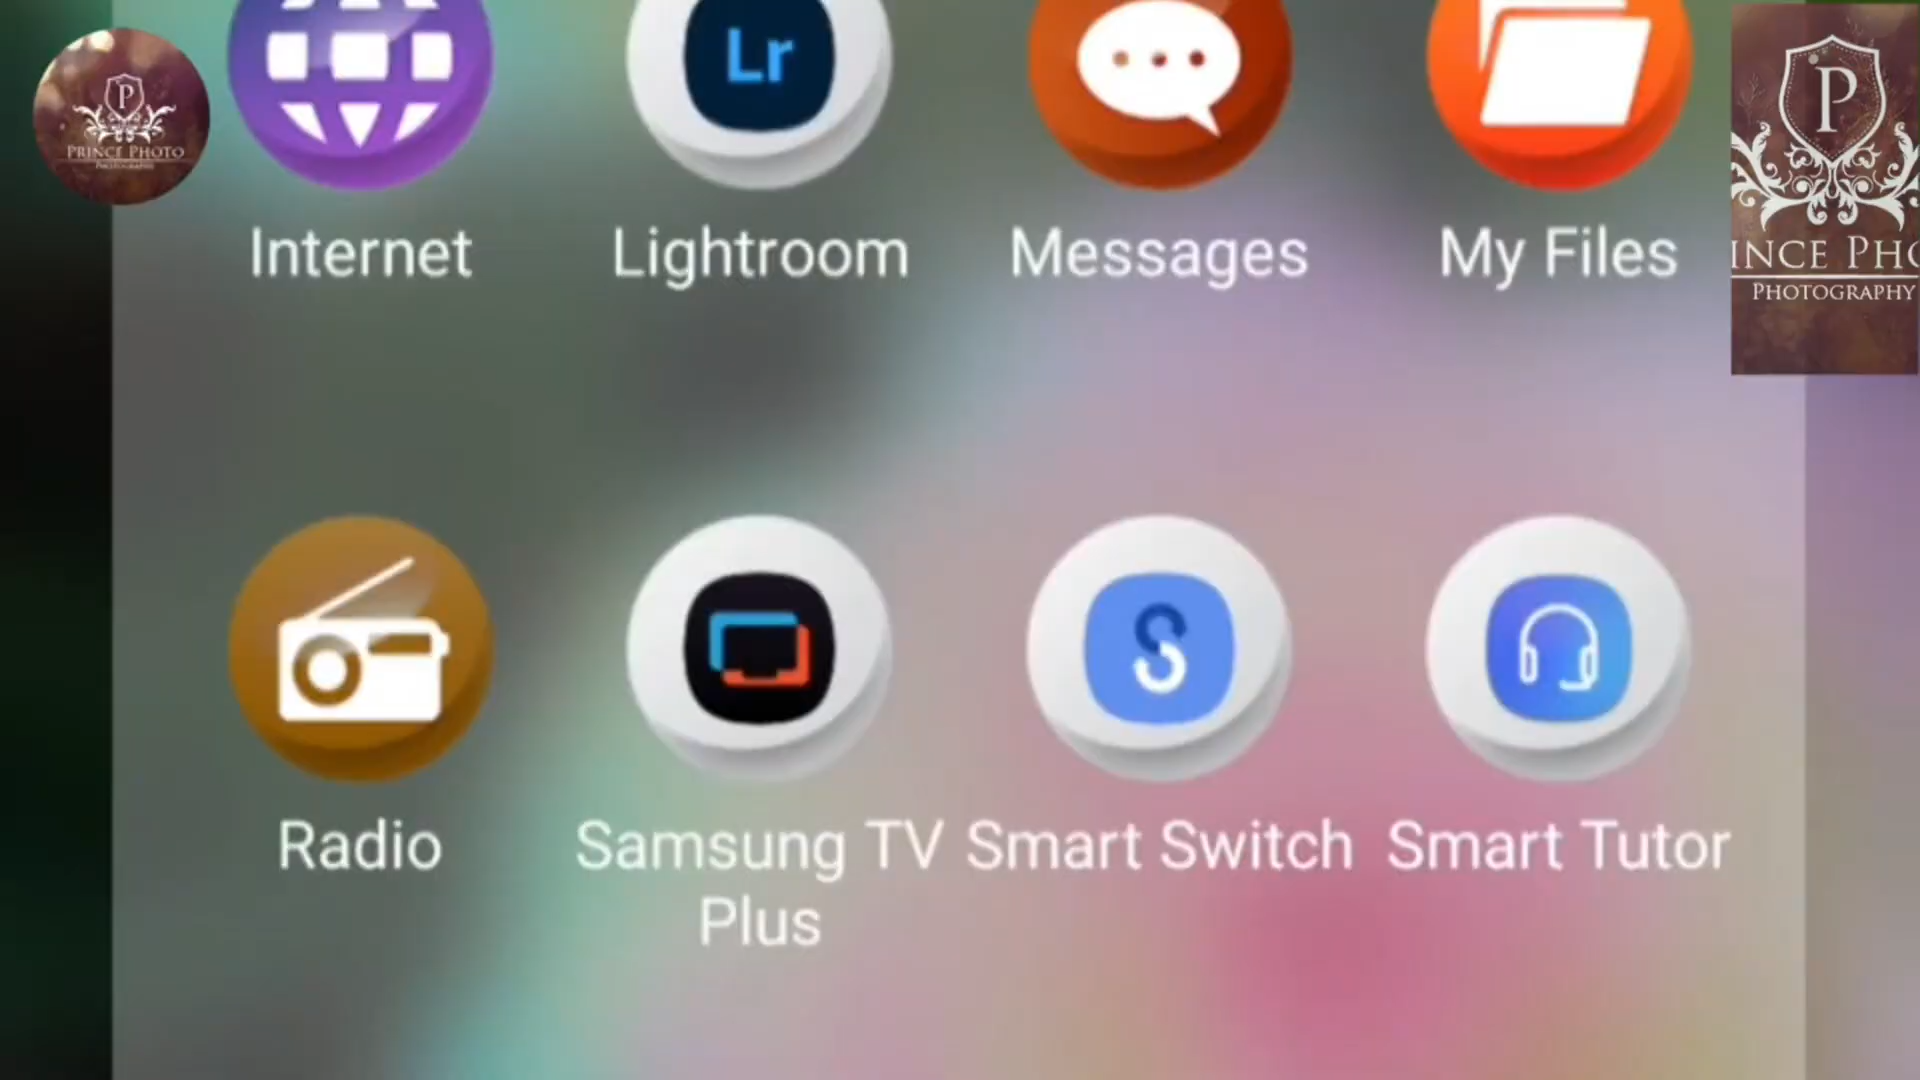 P
PRINCE PHOTO
PHOTOGRAPHY
Lr
P
INCE PHO
PHOTOGRAPHY
Internet
Lightroom
Messages
My Files
Radio
Samsung TV
Plus
Smart Switch
Smart Tutor